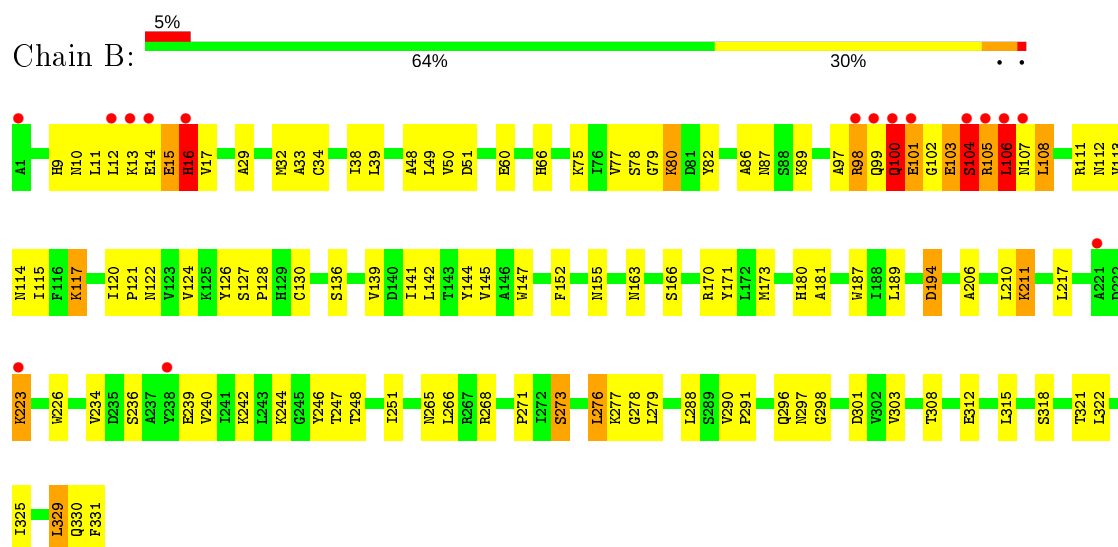 5%
Chain B:
64% 30% • •
A1 H9 N10 L11 L12 K13 E14 E15 H16 V17 A29 M32 A33 C34 I38 L39 A48 L49 V50 D51 E60 H66 K75 I76 V77 S78 G79 K80 D81 Y82 A86 N87 S88 K89 A97 R98 Q99 Q100 E101 G102 E103 S104 R105 L106 N107 L108 R111 N112 V113
N114 I115 F116 K117 I120 P121 N122 V123 V124 K125 Y126 S127 P128 H129 C130 S136 V139 D140 I141 L142 T143 Y144 V145 A146 W147 F152 N155 N163 S166 R170 Y171 L172 M173 H180 A181 W187 I188 L189 D194 A206 L210 K211 L217 A221 D222
K223 W226 V234 D235 S236 A237 Y238 E239 V240 I241 K242 L243 K244 G245 Y246 T247 T248 I251 N265 L266 R267 R268 P271 I272 S273 L276 K277 G278 L279 L288 S289 V290 P291 Q296 N297 G298 D301 V302 V303 T308 E312 L315 S318 T321 L322
I325 L329 Q330 F331